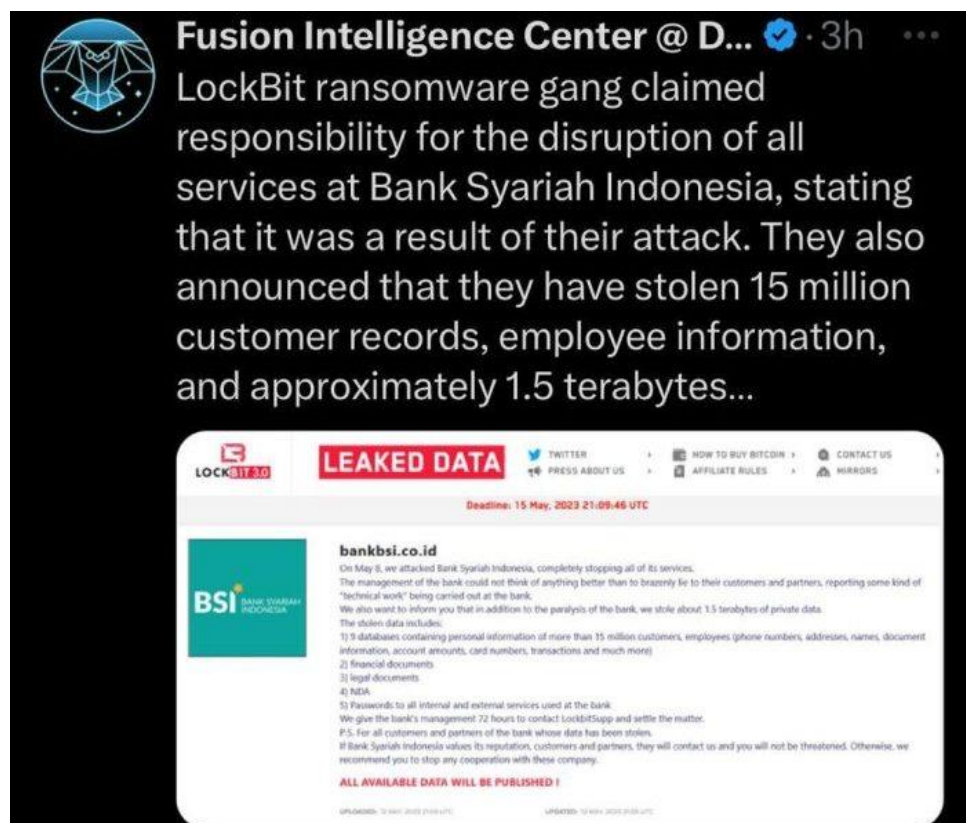 Fusion Intelligence Center @ D... · 3h ...
LockBit ransomware gang claimed
responsibility for the disruption of all
services at Bank Syariah Indonesia, stating
that it was a result of their attack. They also
announced that they have stolen 15 million
customer records, employee information,
and approximately 1.5 terabytes...
LOCKBIT 3.0
LEAKED DATA
TWITTER
PRESS ABOUT US
HOW TO BUY BITCOIN
AFFILIATE RULES
CONTACT US
MIRRORS
Deadline: 15 May, 2023 21:09:46 UTC
BSI BANK SYARIAH
INDONESIA
bankbsi.co.id
On May 8, we attacked Bank Syariah Indonesia, completely stopping all of its services.
The management of the bank could not think of anything better than to brazenly lie to their customers and partners, reporting some kind of
"technical work" being carried out at the bank.
We also want to inform you that in addition to the paralysis of the bank, we stole about 1.5 terabytes of private data.
The stolen data includes:
1) 9 databases containing personal information of more than 15 million customers, employees (phone numbers, addresses, names, document
information, account amounts, card numbers, transactions and much more)
2) financial documents
3) legal documents
4) NDA
5) Passwords to all internal and external services used at the bank
We give the bank's management 72 hours to contact LockbitSupp and settle the matter.
P.S. For all customers and partners of the bank whose data has been stolen.
If Bank Syariah Indonesia values its reputation, customers and partners, they will contact us and you will not be threatened. Otherwise, we
recommend you to stop any cooperation with these company.
ALL AVAILABLE DATA WILL BE PUBLISHED !
UPLOADED:
UPDATED: